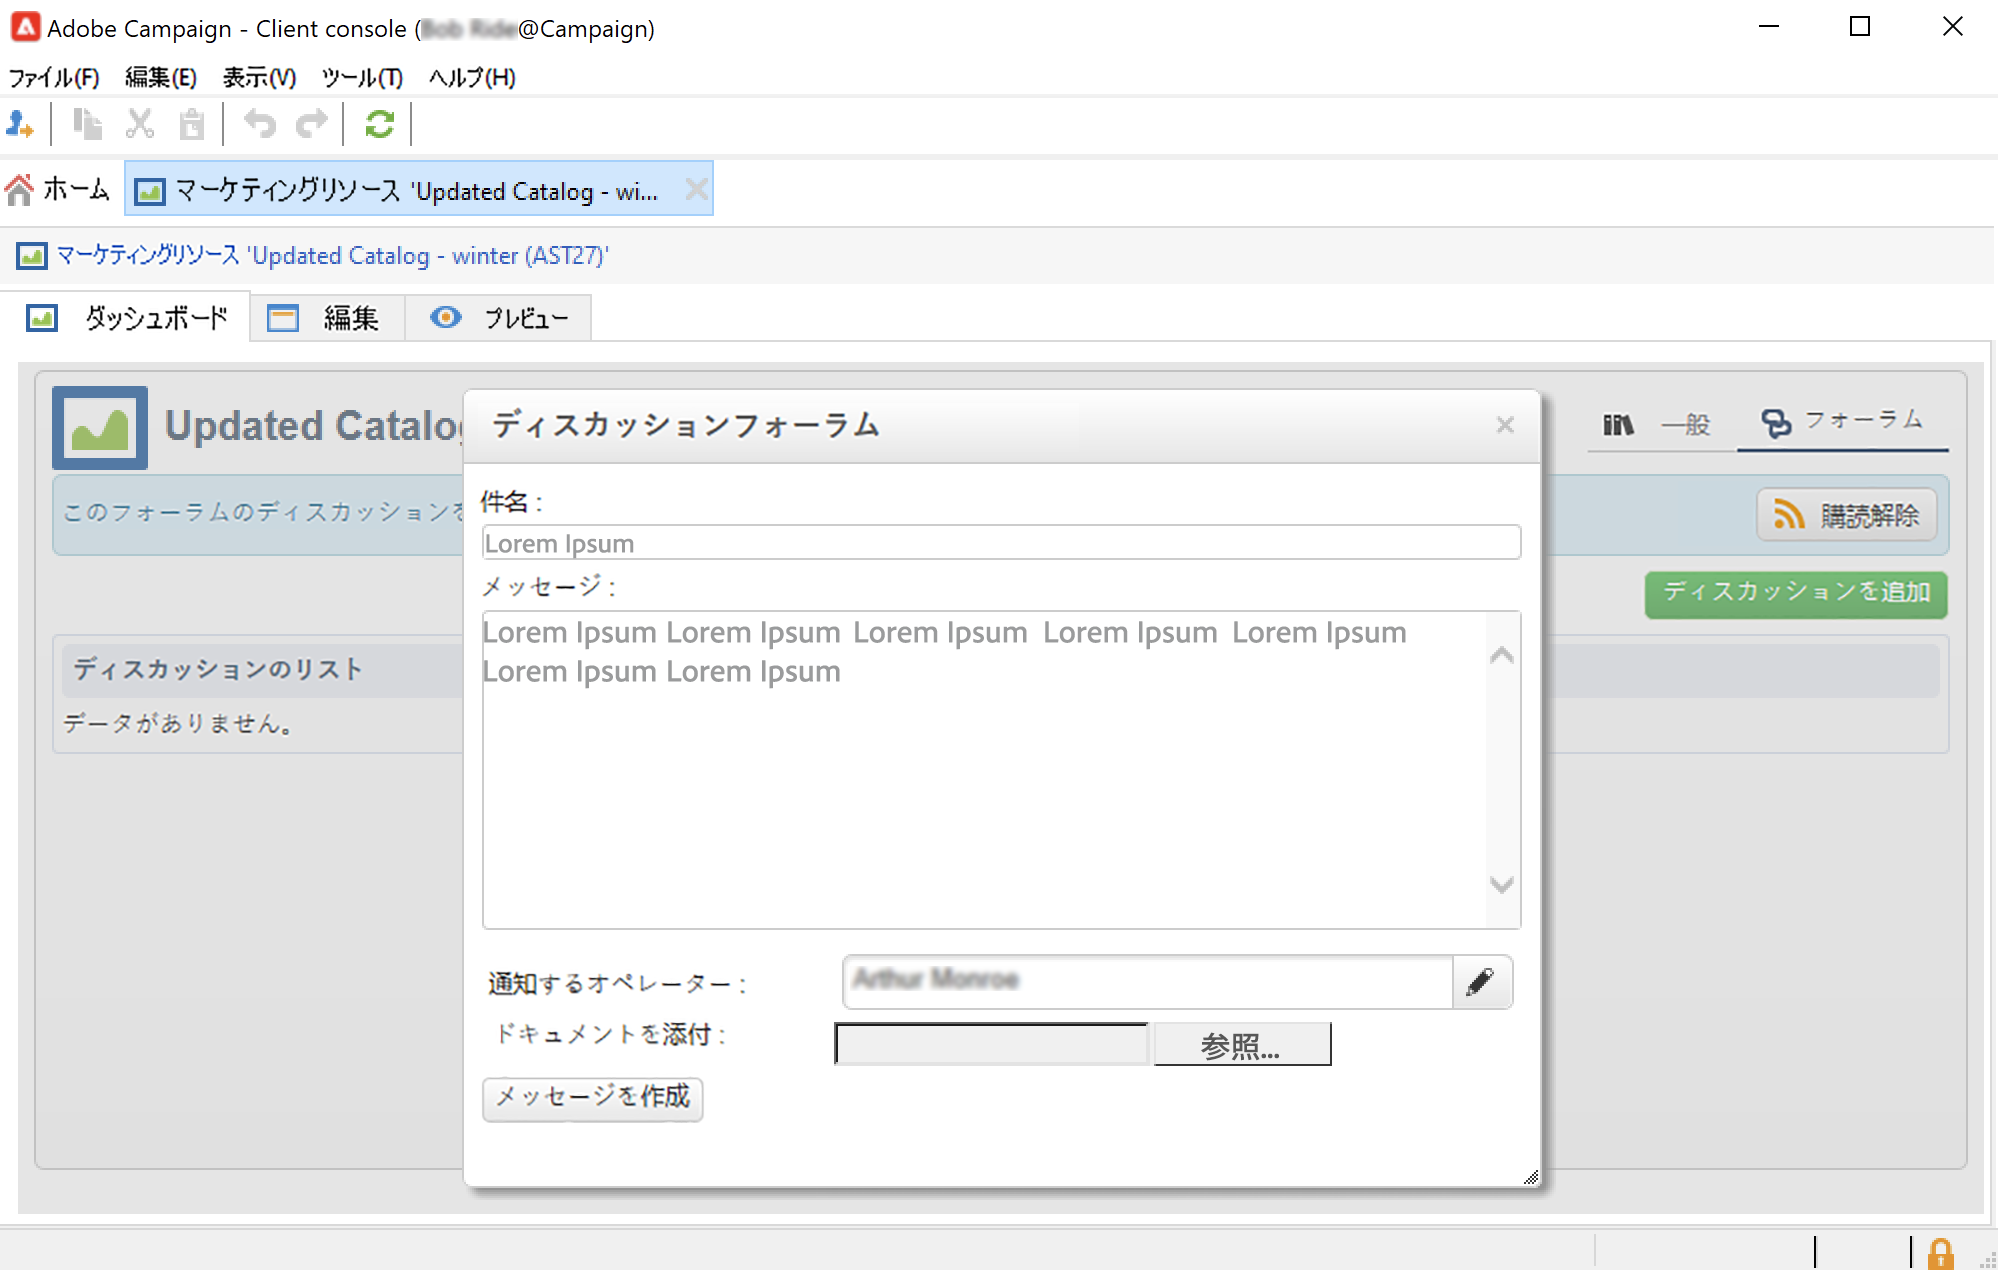 Adobe Campaign - Client console (@Campaign)
ファイル(F) 編集(E) 表示(V) ツール(T) ヘルプ(H)
ホーム マーケティングリソース 'Updated Catalog - wi...
マーケティングリソース 'Updated Catalog - winter (AST27)'
ダッシュボード 編集 プレビュー
Updated Catalog
一般 フォーラム
ディスカッションフォーラム
このフォーラムのディスカッションを
購読解除
件名 :
Lorem Ipsum
メッセージ :
ディスカッションを追加
Lorem Ipsum Lorem Ipsum Lorem Ipsum Lorem Ipsum Lorem Ipsum
Lorem Ipsum Lorem Ipsum
ディスカッションのリスト
データがありません。
通知するオペレーター :
ドキュメントを添付 :
参照...
メッセージを作成